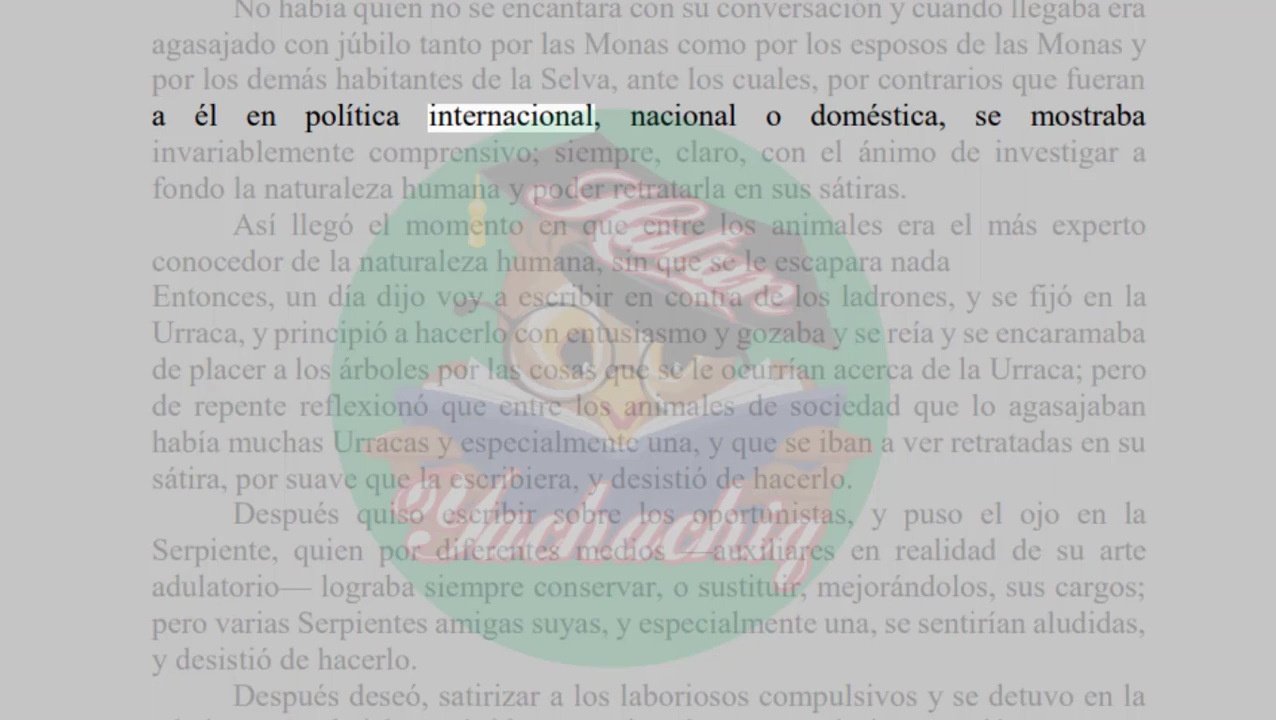 No había quien no se encantara con su conversación y cuando llegaba era
agasajado con júbilo tanto por las Monas como por los esposos de las Monas y
por los demás habitantes de la Selva, ante los cuales, por contrarios que fueran
a él en política internacional, nacional o doméstica, se mostraba
invariablemente comprensivo; siempre, claro, con el ánimo de investigar a
fondo la naturaleza humana y poder retratarla en sus sátiras.
Así llegó el momento en que entre los animales era el más experto
conocedor de la naturaleza humana, sin que se le escapara nada
Entonces, un día dijo voy a escribir en contra de los ladrones, y se fijó en la
Urraca, y principió a hacerlo con entusiasmo y gozaba y se reía y se encaramaba
de placer a los árboles por las cosas que se le ocurrían acerca de la Urraca; pero
de repente reflexionó que entre los animales de sociedad que lo agasajaban
había muchas Urracas y especialmente una, y que se iban a ver retratadas en su
sátira, por suave que la escribiera, y desistió de hacerlo.
Después quiso escribir sobre los oportunistas, y puso el ojo en la
Serpiente, quien por diferentes medios —auxiliares en realidad de su arte
adulatorio— lograba siempre conservar, o sustituir, mejorándolos, sus cargos;
pero varias Serpientes amigas suyas, y especialmente una, se sentirían aludidas,
y desistió de hacerlo.
Después deseó, satirizar a los laboriosos compulsivos y se detuvo en la
Hatun
Yachachiq